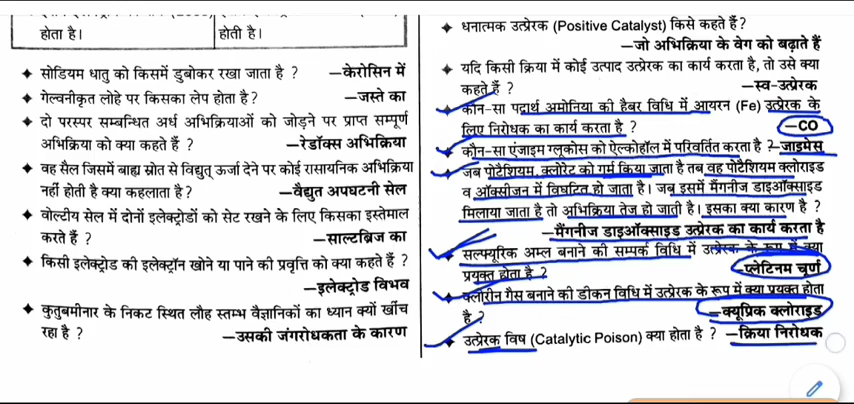 होता है।
होती है।
सोडियम धातु को किसमें डुबोकर रखा जाता है ? —केरोसिन में
गेल्वनीकृत लोहे पर किसका लेप होता है? —जस्ते का
दो परस्पर सम्बन्धित अर्ध अभिक्रियाओं को जोड़ने पर प्राप्त सम्पूर्ण
अभिक्रिया को क्या कहते हैं ? —रेडॉक्स अभिक्रिया
वह सैल जिसमें बाह्य स्रोत से विद्युत् ऊर्जा देने पर कोई रासायनिक अभिक्रिया
नहीं होती है क्या कहलाता है? —वैद्युत अपघटनी सेल
वोल्टीय सेल में दोनों इलेक्ट्रोडों को सेट रखने के लिए किसका इस्तेमाल
करते हैं ? —साल्टब्रिज का
किसी इलेक्ट्रोड की इलेक्ट्रॉन खोने या पाने की प्रवृत्ति को क्या कहते हैं ?
—इलेक्ट्रोड विभव
कुतुबमीनार के निकट स्थित लौह स्तम्भ वैज्ञानिकों का ध्यान क्यों खींच
रहा है ? —उसकी जंगरोधकता के कारण
धनात्मक उत्प्रेरक (Positive Catalyst) किसे कहते हैं?
—जो अभिक्रिया के वेग को बढ़ाते हैं
यदि किसी क्रिया में कोई उत्पाद उत्प्रेरक का कार्य करता है, तो उसे क्या
कहते हैं ? —स्व-उत्प्रेरक
कौन-सा पदार्थ अमोनिया की हैबर विधि में आयरन (Fe) उत्प्रेरक के
लिए निरोधक का कार्य करता है ? —CO
कौन-सा एंजाइम ग्लूकोस को ऐल्कोहॉल में परिवर्तित करता है ?—जाइमेस
जब पोटैशियम क्लोरेट को गर्म किया जाता है तब वह पोटैशियम क्लोराइड
व ऑक्सीजन में विघटित हो जाता है। जब इसमें मैंगनीज डाइऑक्साइड
मिलाया जाता है तो अभिक्रिया तेज हो जाती है। इसका क्या कारण है ?
—मैंगनीज डाइऑक्साइड उत्प्रेरक का कार्य करता है
सल्फ्यूरिक अम्ल बनाने की सम्पर्क विधि में उत्प्रेरक के रूप में क्या
प्रयुक्त होता है ? —प्लेटिनम चूर्ण
क्लोरीन गैस बनाने की डीकन विधि में उत्प्रेरक के रूप में क्या प्रयुक्त होता
है ? —क्यूप्रिक क्लोराइड
उत्प्रेरक विष (Catalytic Poison) क्या होता है ? —क्रिया निरोधक